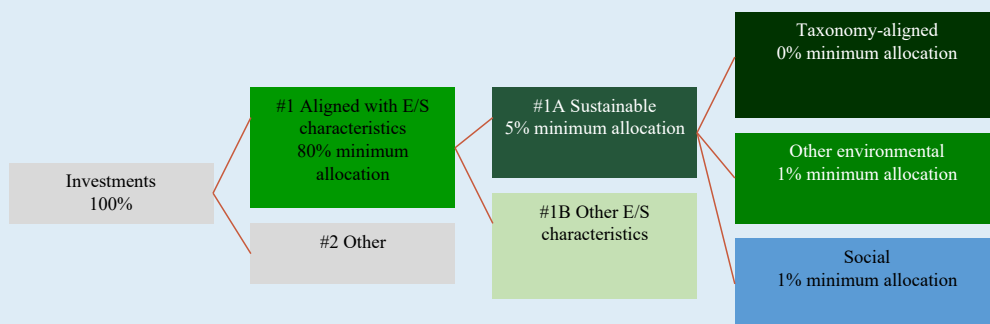 Investments
100%
#1 Aligned with E/S
characteristics
80% minimum
allocation
#2 Other
#1A Sustainable
5% minimum allocation
#1B Other E/S
characteristics
Taxonomy-aligned
0% minimum allocation
Other environmental
1% minimum allocation
Social
1% minimum allocation